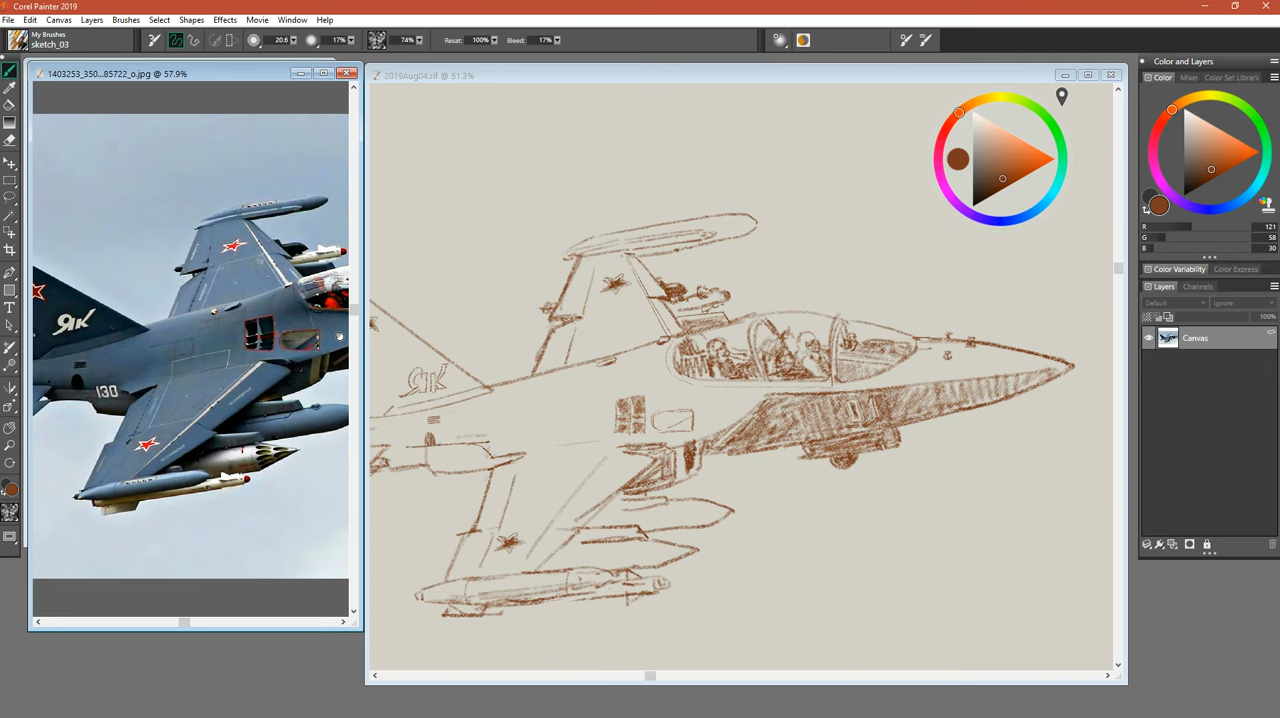 Corel Painter 2019
File Edit Canvas Layers Brushes Select Shapes Effects Movie Window Help
My Brushes
sketch_03
20.6 17% 74% Resat: 100% Bleed: 17%
1403253_350...85722_o.jpg @ 57.9%
2019Aug04.rif @ 51.3%
ЯК
130
ЯК
01
Color and Layers
Color Mixer Color Set Librari
R 121
G 58
B 30
Color Variability Color Express
Layers Channels
Default Ignore
100%
Canvas